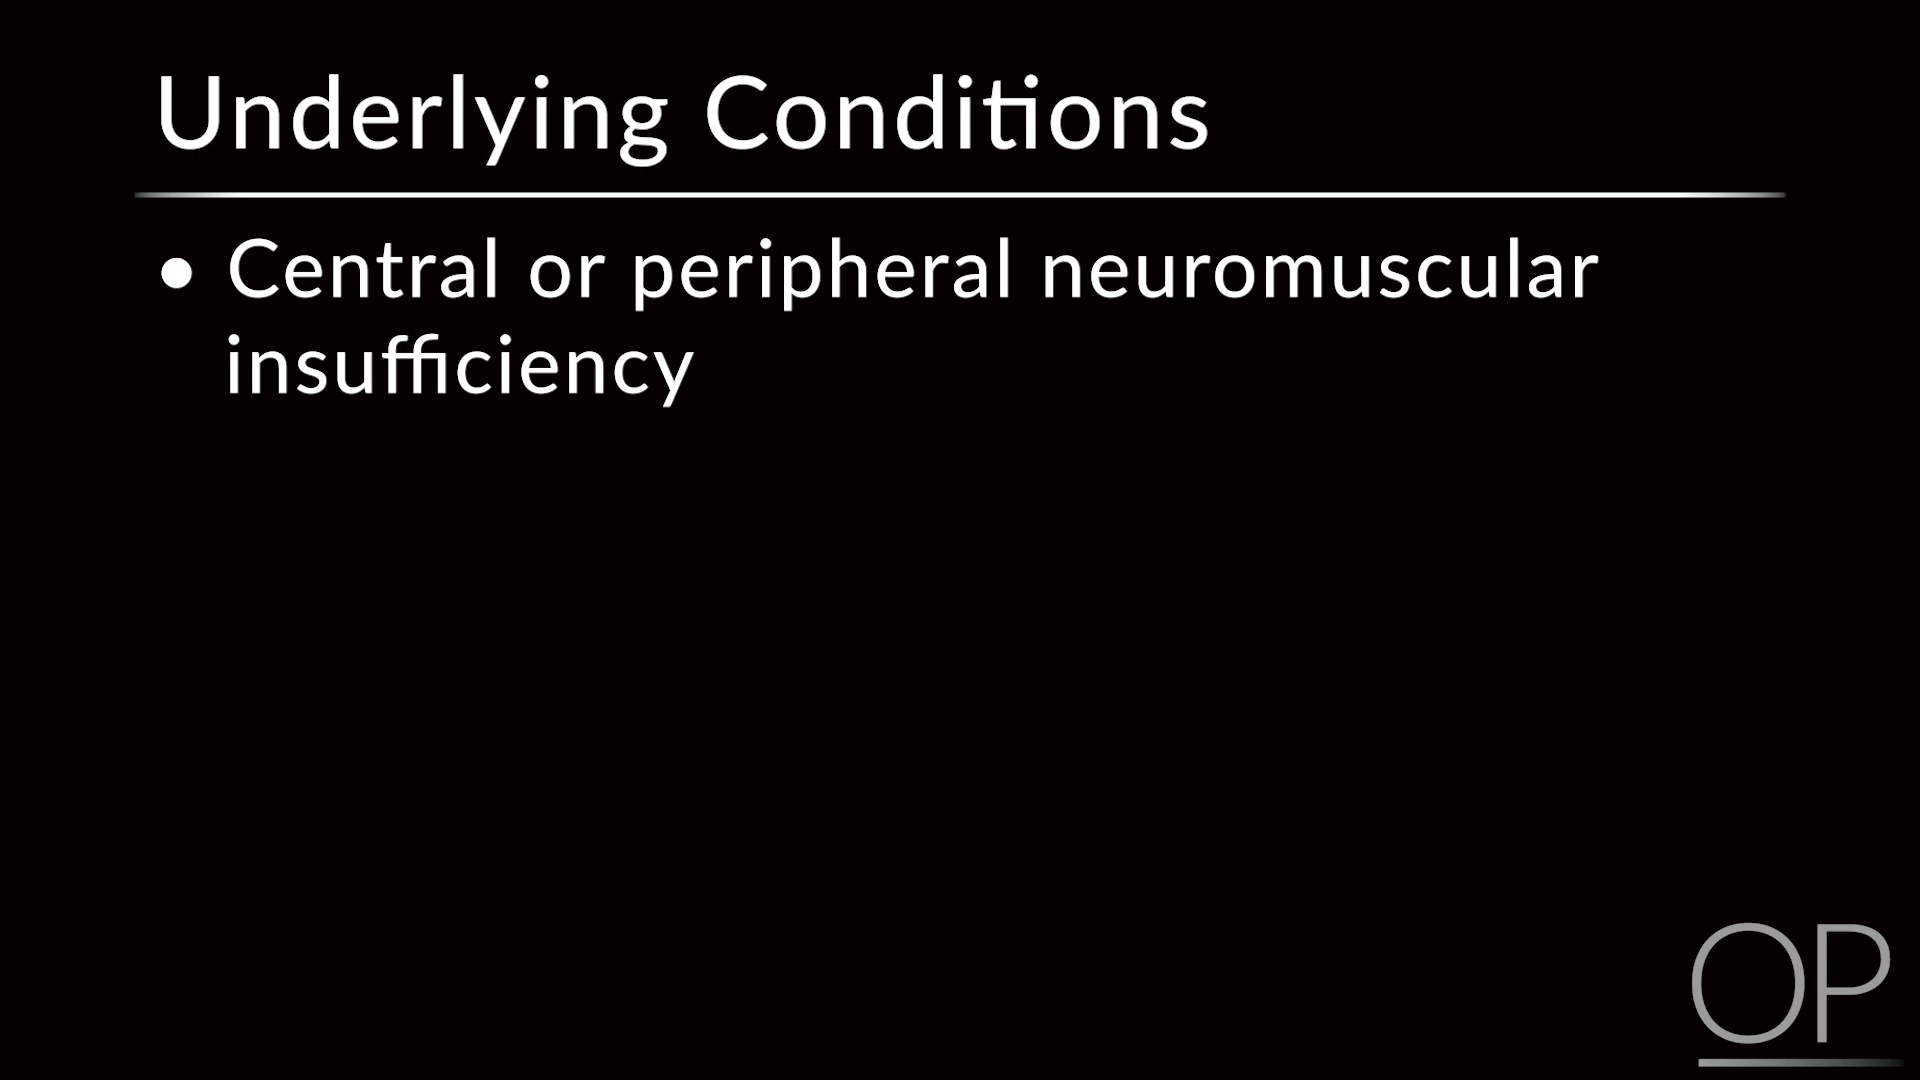 Underlying Conditions
• Central or peripheral neuromuscular
insufficiency
OP